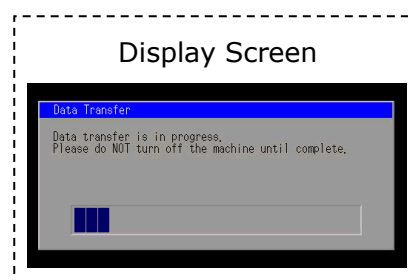 Display Screen
Data Transfer
Data transfer is in progress.
Please do NOT turn off the machine until complete.